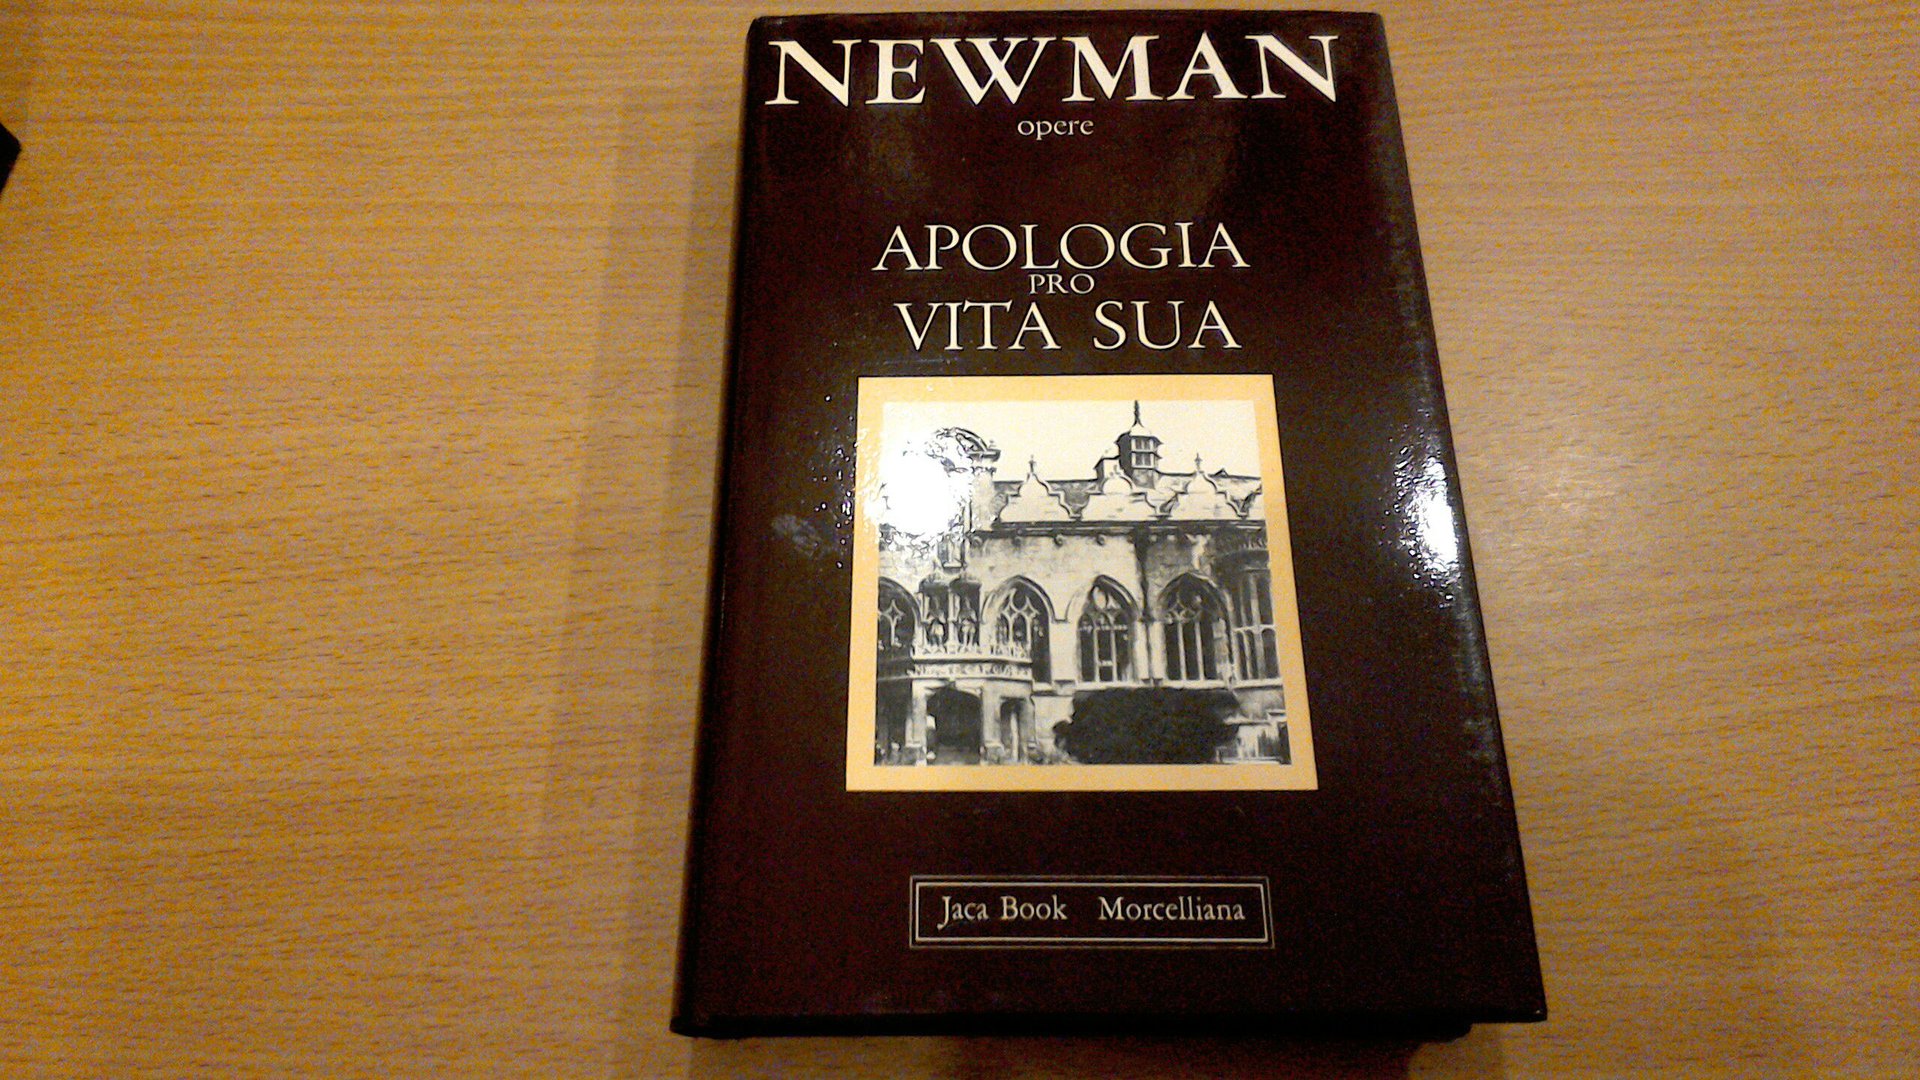 NEWMAN
opere
APOLOGIA
PRO
VITA SUA
Jaca Book Morcelliana